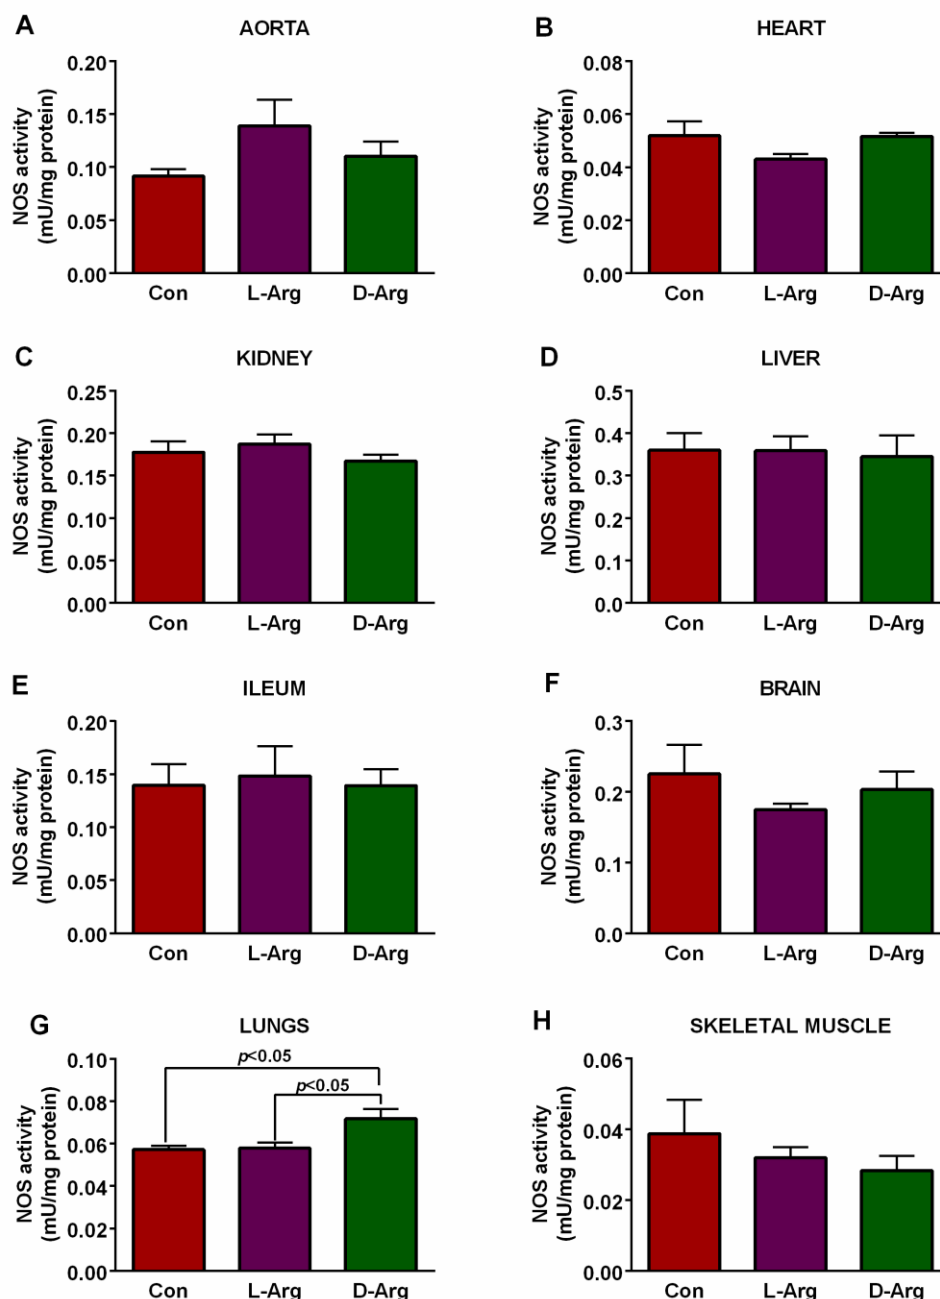 A
AORTA
NOS activity
(mU/mg protein)
0.20
0.15
0.10
0.05
0.00
Con L-Arg D-Arg
B
HEART
NOS activity
(mU/mg protein)
0.08
0.06
0.04
0.02
0.00
Con L-Arg D-Arg
C
KIDNEY
NOS activity
(mU/mg protein)
0.25
0.20
0.15
0.10
0.05
0.00
Con L-Arg D-Arg
D
LIVER
NOS activity
(mU/mg protein)
0.5
0.4
0.3
0.2
0.1
0.0
Con L-Arg D-Arg
E
ILEUM
NOS activity
(mU/mg protein)
0.20
0.15
0.10
0.05
0.00
Con L-Arg D-Arg
F
BRAIN
NOS activity
(mU/mg protein)
0.3
0.2
0.1
0.0
Con L-Arg D-Arg
G
LUNGS
NOS activity
(mU/mg protein)
0.10
0.08
0.06
0.04
0.02
0.00
p<0.05
p<0.05
Con L-Arg D-Arg
H
SKELETAL MUSCLE
NOS activity
(mU/mg protein)
0.06
0.04
0.02
0.00
Con L-Arg D-Arg